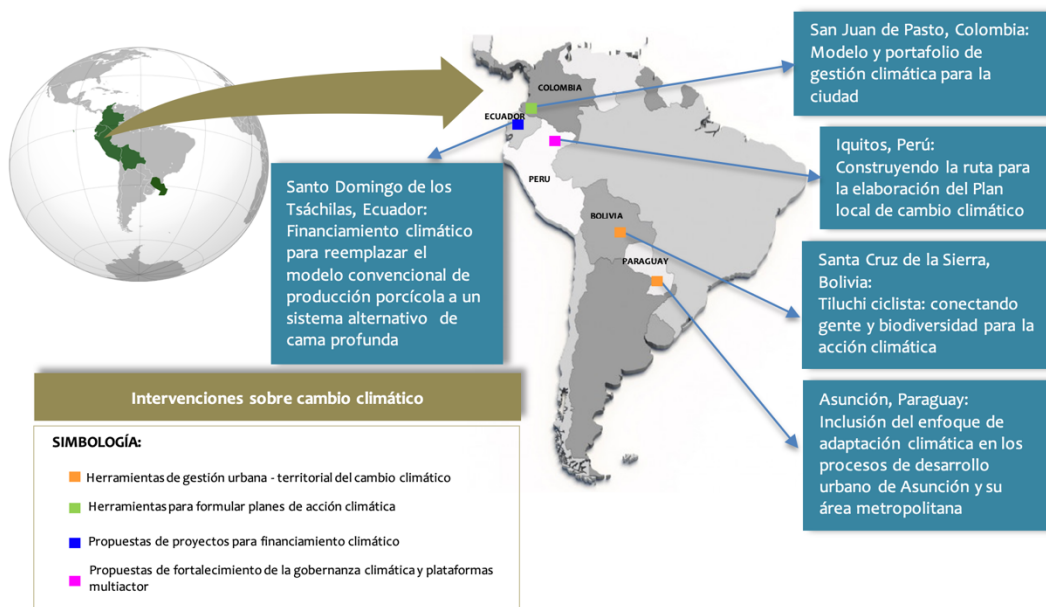 San Juan de Pasto, Colombia:
Modelo y portafolio de
gestión climática para la
ciudad
COLOMBIA
ECUADOR
PERU
BOLIVIA
PARAGUAY
Iquitos, Perú:
Construyendo la ruta para
la elaboración del Plan
local de cambio climático
Santo Domingo de los
Tsáchilas, Ecuador:
Financiamiento climático
para reemplazar el
modelo convencional de
producción porcícola a un
sistema alternativo de
cama profunda
Santa Cruz de la Sierra,
Bolivia:
Tiluchi ciclista: conectando
gente y biodiversidad para la
acción climática
Asunción, Paraguay:
Inclusión del enfoque de
adaptación climática en los
procesos de desarrollo
urbano de Asunción y su
área metropolitana
Intervenciones sobre cambio climático
SIMBOLOGÍA:
Herramientas de gestión urbana - territorial del cambio climático
Herramientas para formular planes de acción climática
Propuestas de proyectos para financiamiento climático
Propuestas de fortalecimiento de la gobernanza climática y plataformas
multiactor